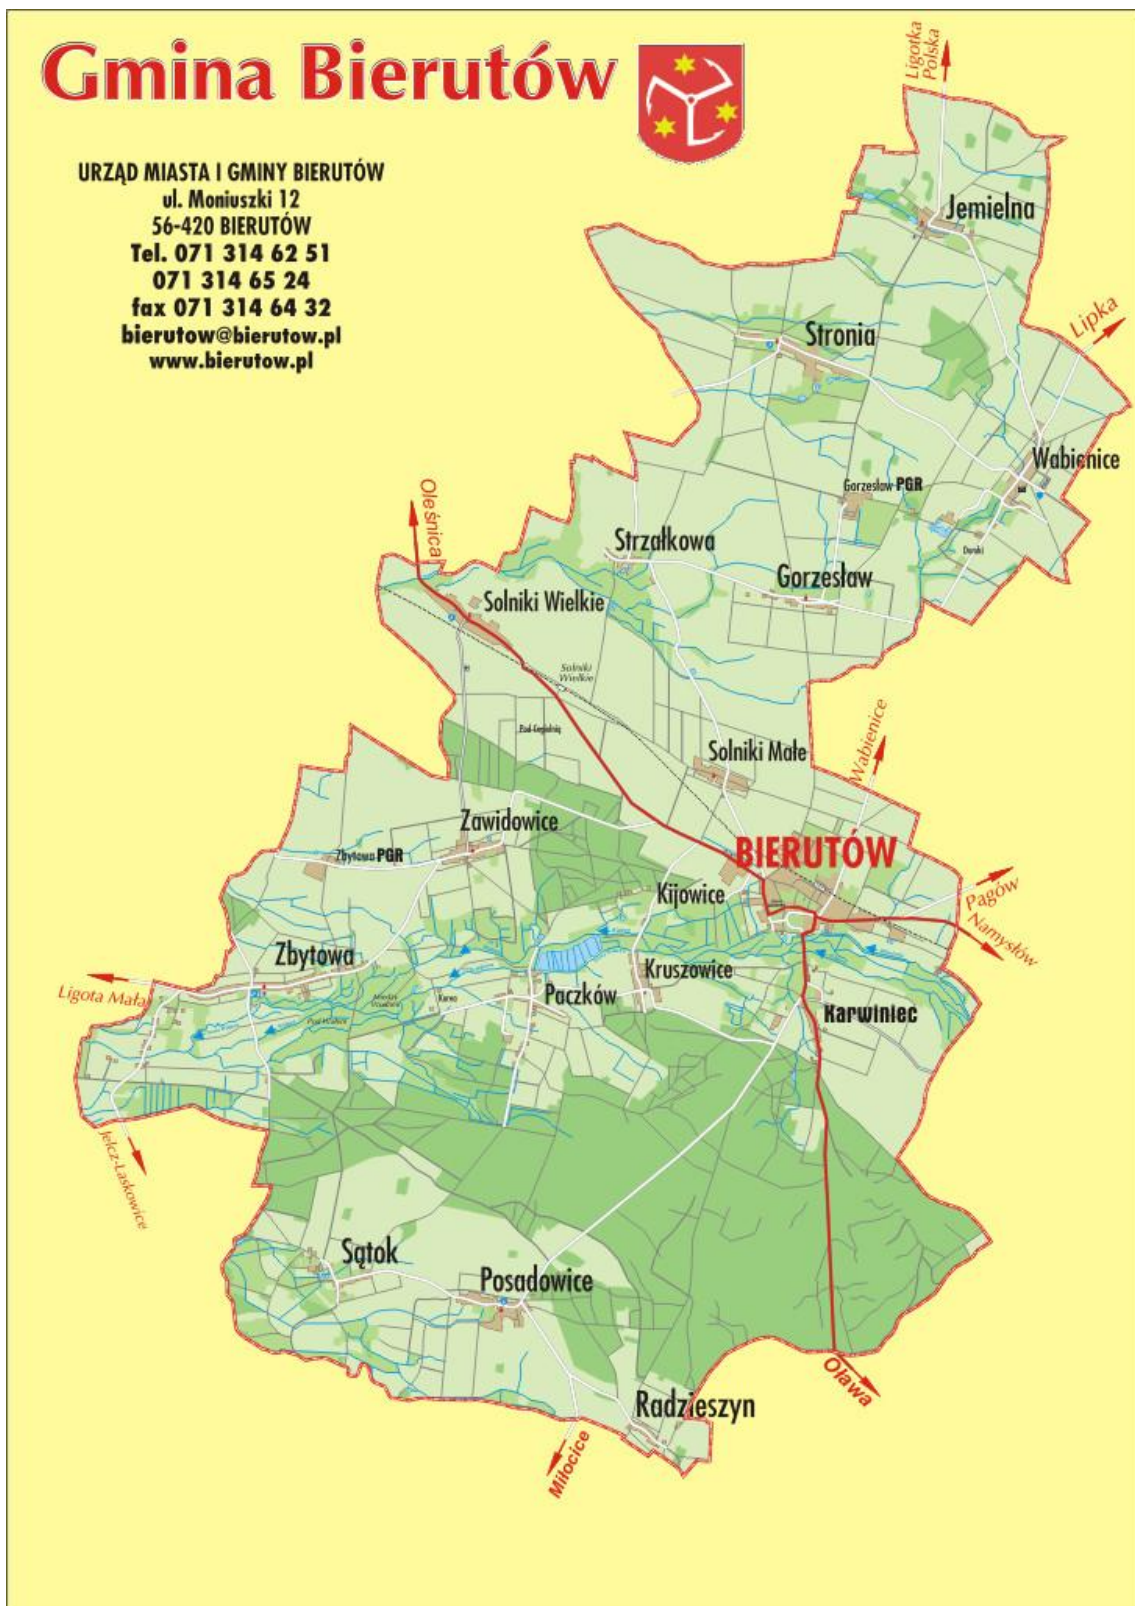 Gmina Bierutów
URZĄD MIASTA I GMINY BIERUTÓW
ul. Moniuszki 12
56-420 BIERUTÓW
Tel. 071 314 62 51
071 314 65 24
fax 071 314 64 32
bierutow@bierutow.pl
www.bierutow.pl
Ligotka
Polska
Jemielna
Lipka
Stronia
Wabienice
Gorzesław PGR
Oleśnica
Strzałkowa
Gorzesław
Solniki Wielkie
Solniki
Wielkie
Solniki Małe
Wabienice
Zawidowice
Zbytowa PGR
BIERUTÓW
Kijowice
Pagów
Namysłów
Zbytowa
Kruszowice
Ligota Mała
Paczków
Karwiniec
Jelcz-Laskowice
Sątok
Posadowice
Oława
Radzieszyn
Miłocice